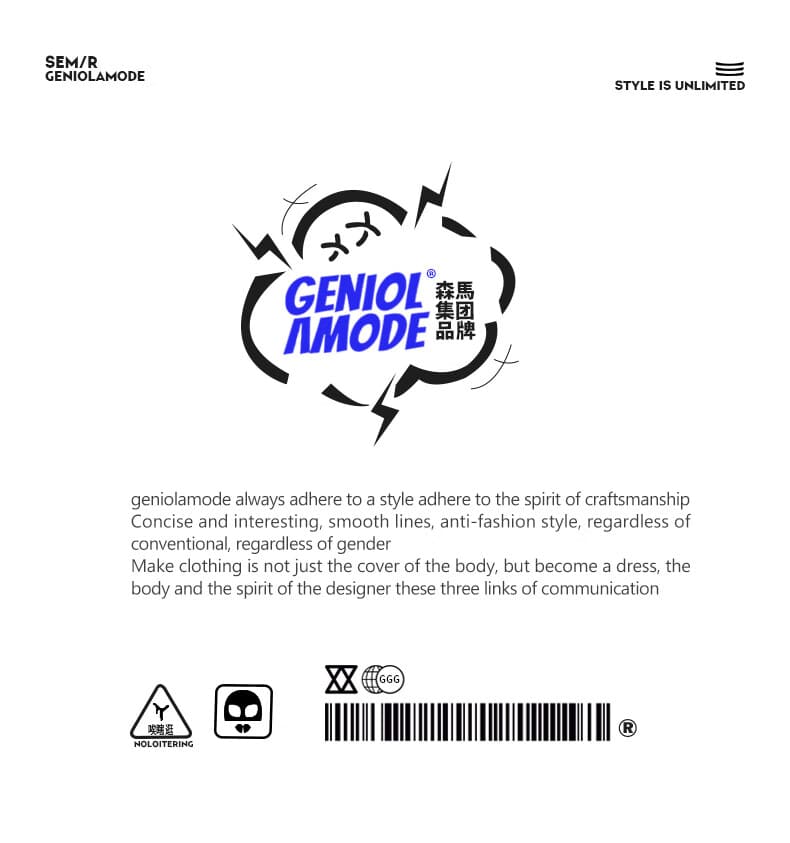 SEM/R
GENIOLAMODE
STYLE IS UNLIMITED
GENIOL®
AMODE
森馬
集团
品牌
geniolamode always adhere to a style adhere to the spirit of craftsmanship
Concise and interesting, smooth lines, anti-fashion style, regardless of
conventional, regardless of gender
Make clothing is not just the cover of the body, but become a dress, the
body and the spirit of the designer these three links of communication
GGG
唉瞎逛
NOLOITERING
®